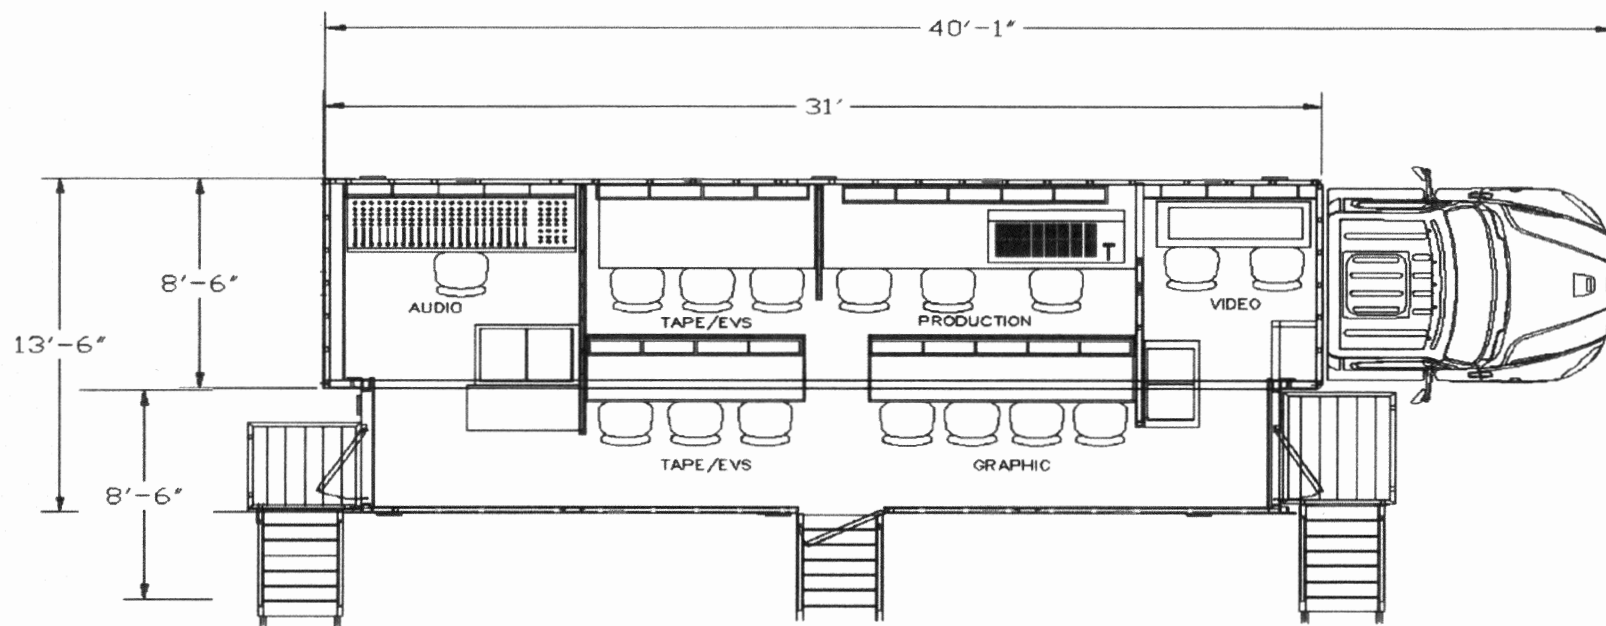 40'-1"
31'
8'-6"
13'-6"
8'-6"
AUDIO
TAPE/EVS
PRODUCTION
VIDEO
TAPE/EVS
GRAPHIC